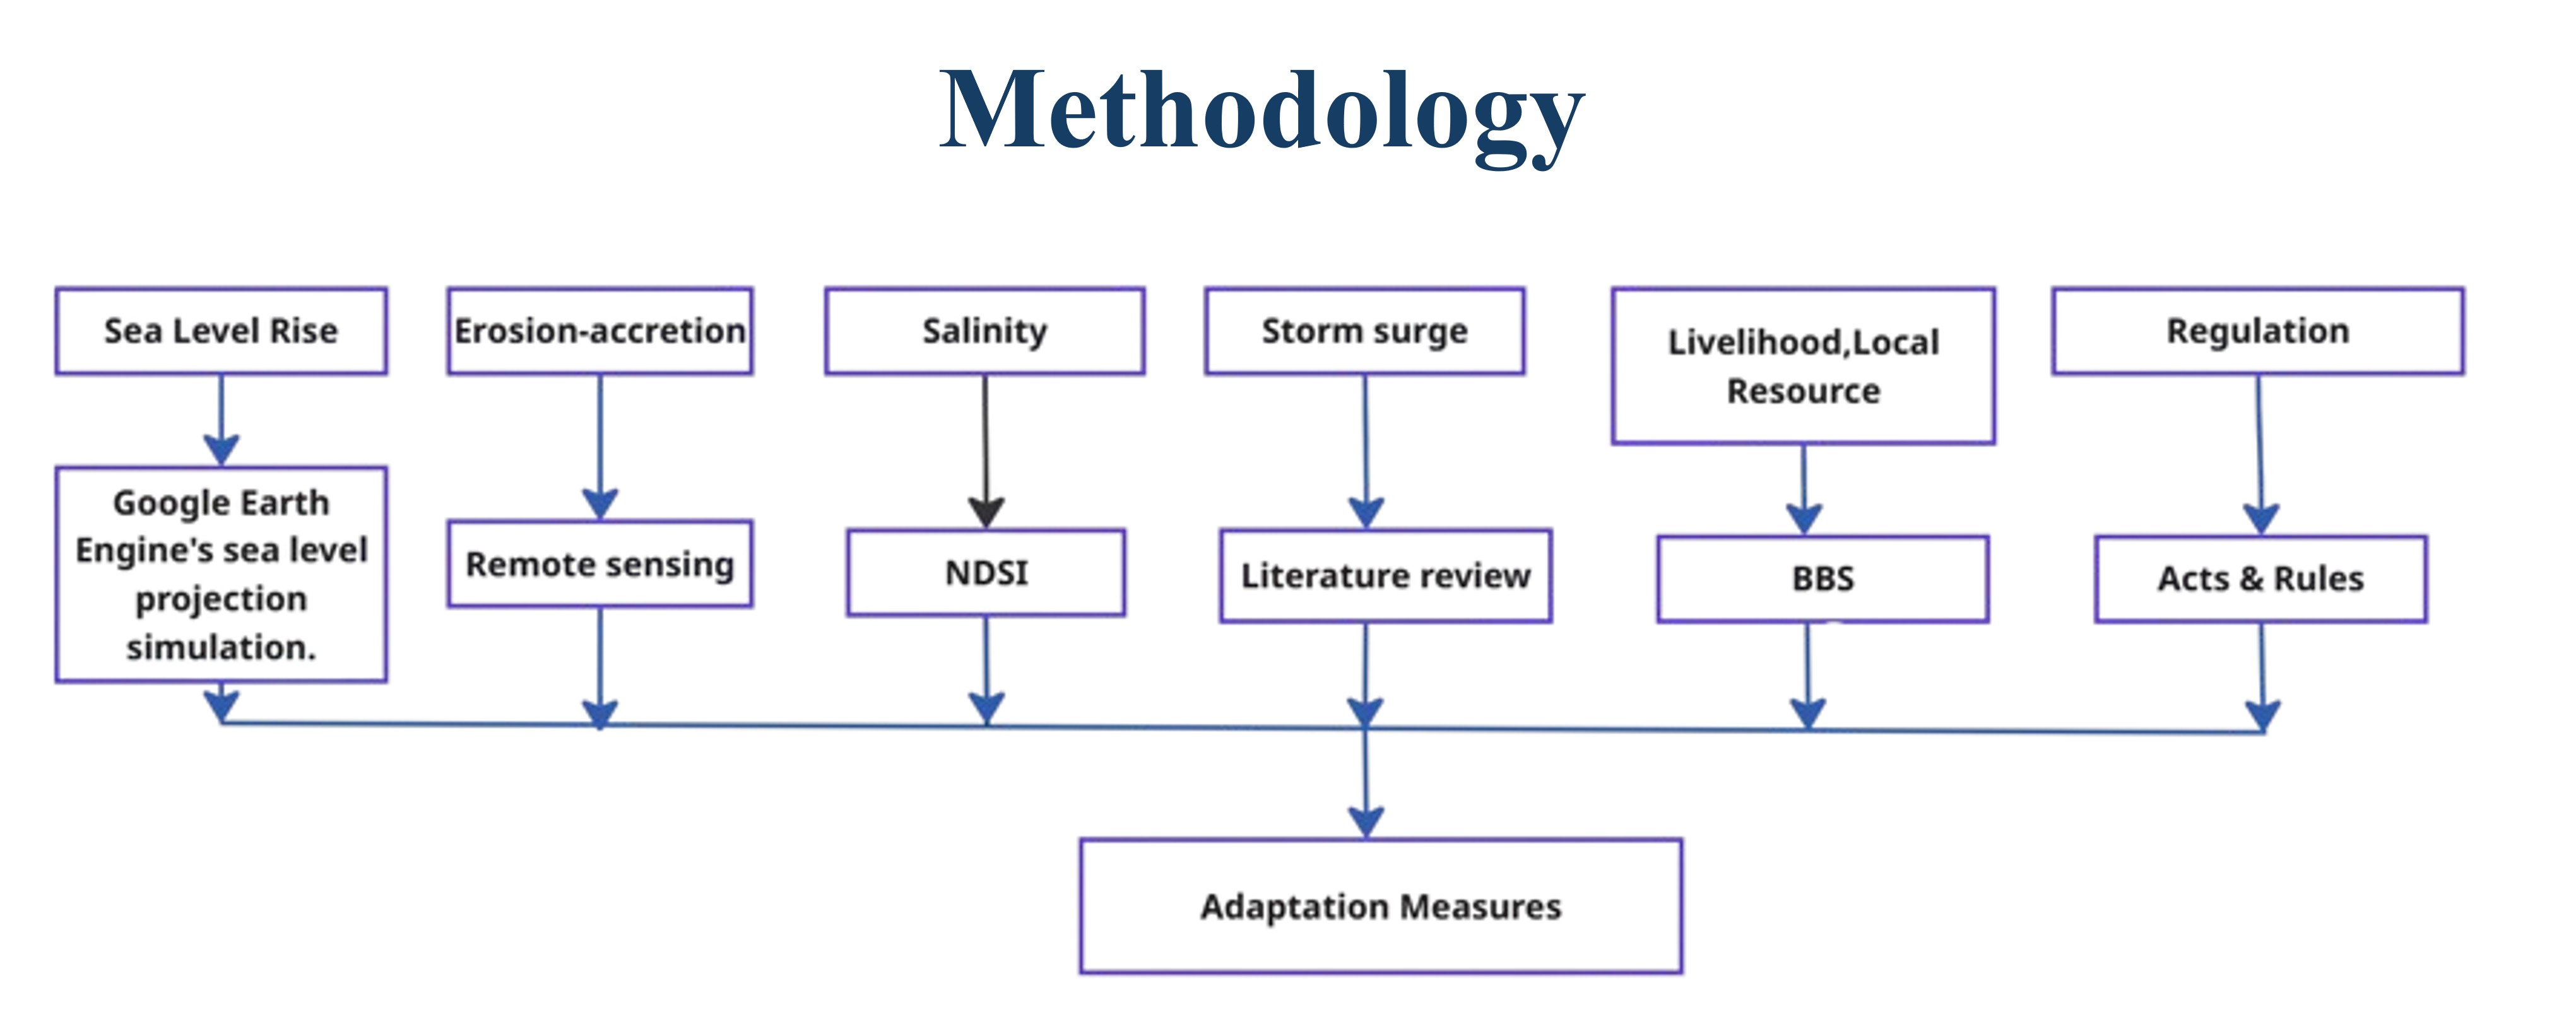 Methodology
Sea Level Rise
Erosion-accretion
Salinity
Storm surge
Livelihood,Local
Resource
Regulation
Google Earth
Engine's sea level
projection
simulation.
Remote sensing
NDSI
Literature review
BBS
Acts & Rules
Adaptation Measures